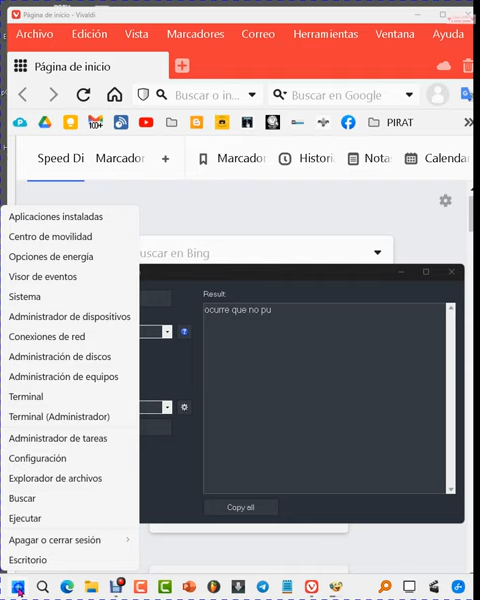 Página de inicio - Vivaldi
Archivo Edición Vista Marcadores Correo Herramientas Ventana Ayuda
Página de inicio
Buscar o in...
Buscar en Google
100+
PIRAT
Speed Di
Marcador
Marcador
Histori
Nota
Calendar
uscar en Bing
Aplicaciones instaladas
Centro de movilidad
Opciones de energía
Visor de eventos
Sistema
Administrador de dispositivos
Conexiones de red
Administración de discos
Administración de equipos
Terminal
Terminal (Administrador)
Administrador de tareas
Configuración
Explorador de archivos
Buscar
Ejecutar
Apagar o cerrar sesión
Escritorio
Result:
ocurre que no pu
Copy all